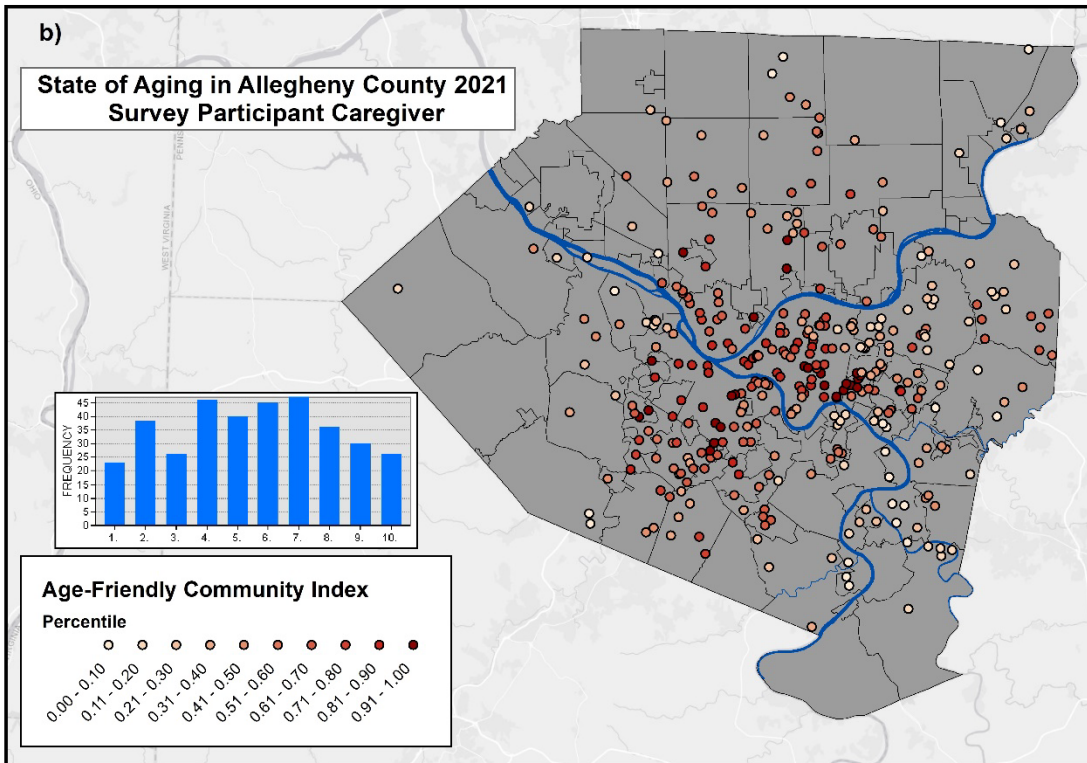 b)
State of Aging in Allegheny County 2021
Survey Participant Caregiver
OHIO
WEST VIRGINIA
FREQUENCY
45
40
35
30
25
20
15
10
5
0
1. 2. 3. 4. 5. 6. 7. 8. 9. 10.
Age-Friendly Community Index
Percentile
0.00 - 0.10
0.11 - 0.20
0.21 - 0.30
0.31 - 0.40
0.41 - 0.50
0.51 - 0.60
0.61 - 0.70
0.71 - 0.80
0.81 - 0.90
0.91 - 1.00